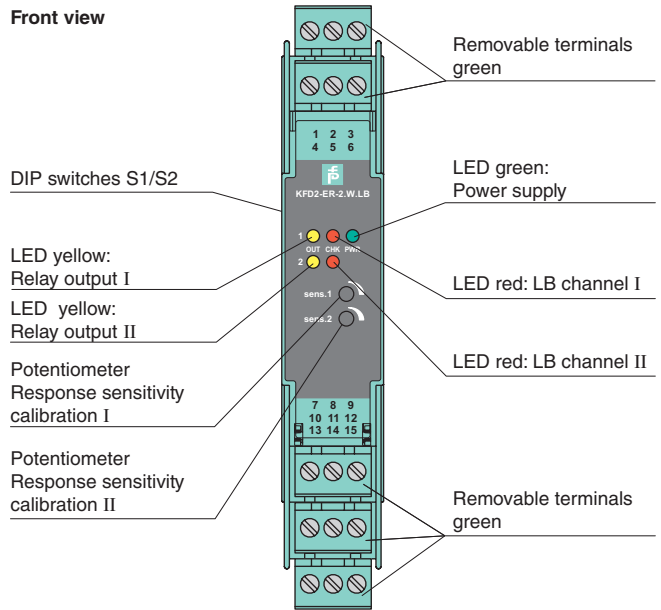 Front view
Removable terminals
green
1 2 3
4 5 6
DIP switches S1/S2
LED green:
Power supply
KFD2-ER-2.W.LB
1
OUT CHK PWR
2
LED yellow:
Relay output I
LED yellow:
Relay output II
sens.1
sens.2
LED red: LB channel I
LED red: LB channel II
Potentiometer
Response sensitivity
calibration I
Potentiometer
Response sensitivity
calibration II
7 8 9
10 11 12
13 14 15
Removable terminals
green